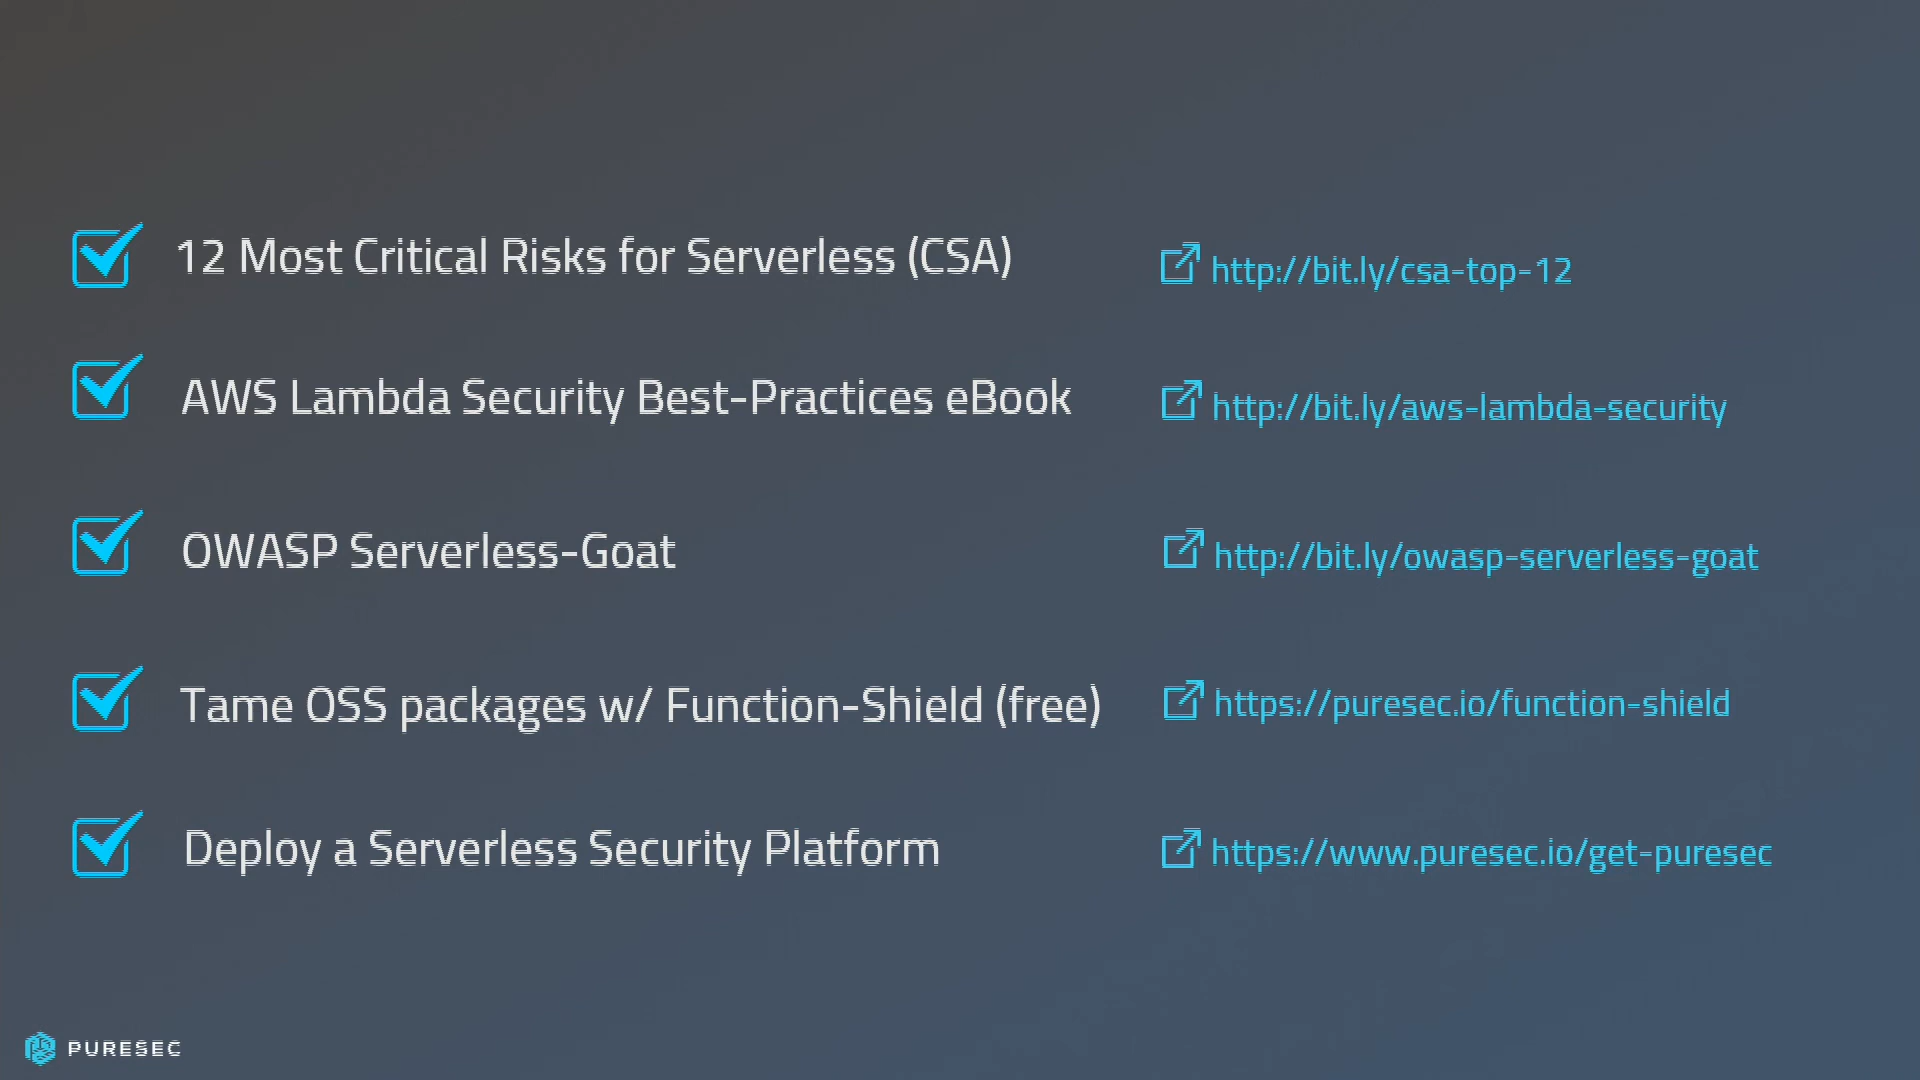 12 Most Critical Risks for Serverless (CSA)
http://bit.ly/csa-top-12
AWS Lambda Security Best-Practices eBook
http://bit.ly/aws-lambda-security
OWASP Serverless-Goat
http://bit.ly/owasp-serverless-goat
Tame OSS packages w/ Function-Shield (free)
https://puresec.io/function-shield
Deploy a Serverless Security Platform
https://www.puresec.io/get-puresec
PURESEC